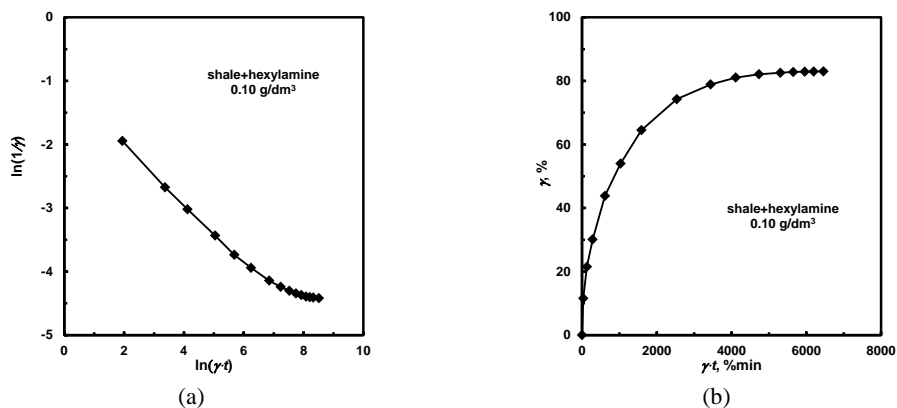 0
-1
-2
-3
-4
-5
ln(1/γ)
shale+hexylamine
0.10 g/dm³
0 2 4 6 8 10
ln(γ·t)
(a)
100
80
60
40
20
0
γ, %
shale+hexylamine
0.10 g/dm³
0 2000 4000 6000 8000
γ·t, %min
(b)